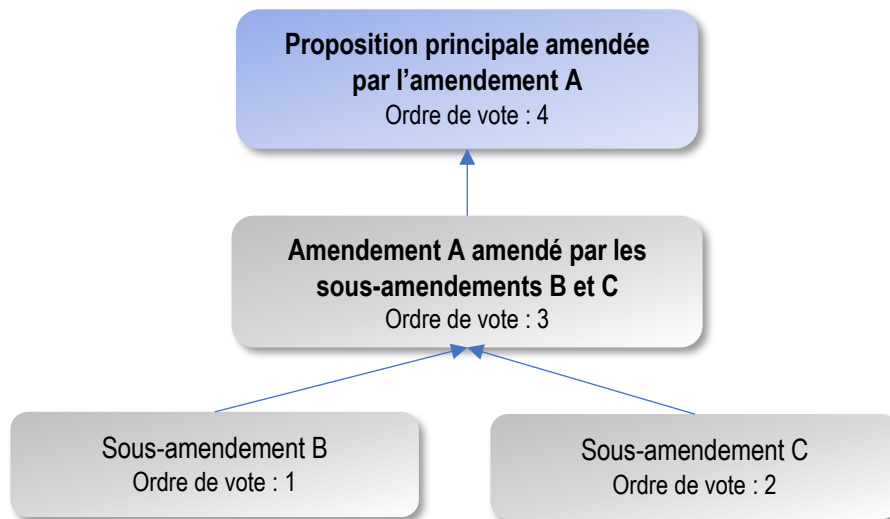 Proposition principale amendée
par l’amendement A
Ordre de vote : 4
Amendement A amendé par les
sous-amendements B et C
Ordre de vote : 3
Sous-amendement B
Ordre de vote : 1
Sous-amendement C
Ordre de vote : 2